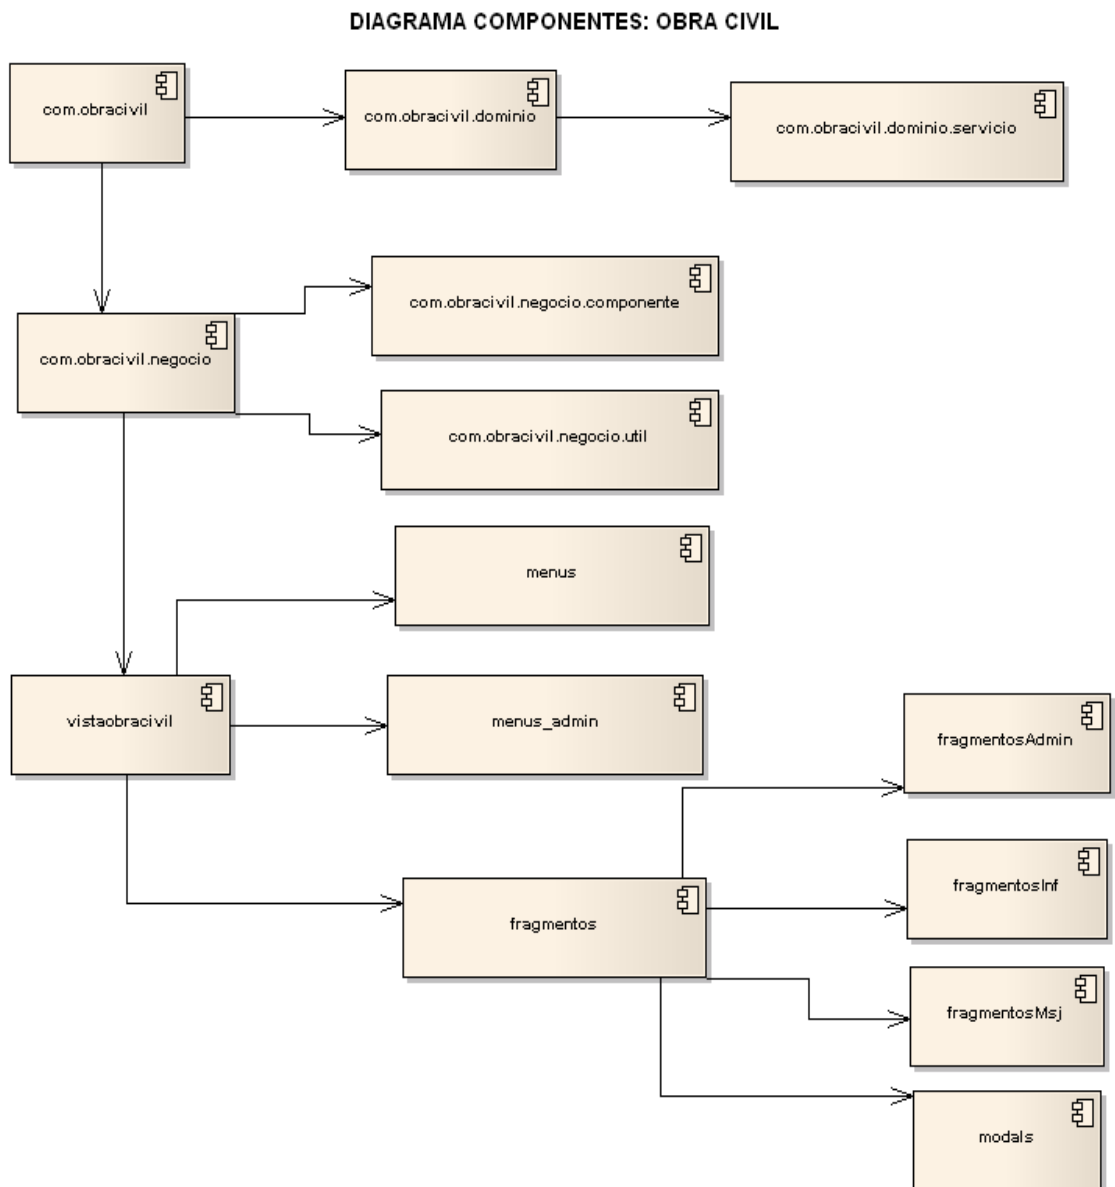 DIAGRAMA COMPONENTES: OBRA CIVIL
com.obracivil
com.obracivil.dominio
com.obracivil.dominio.servicio
com.obracivil.negocio.componente
com.obracivil.negocio
com.obracivil.negocio.util
menus
vistaobracivil
menus_admin
fragmentosAdmin
fragmentosInf
fragmentos
fragmentosMsj
modals